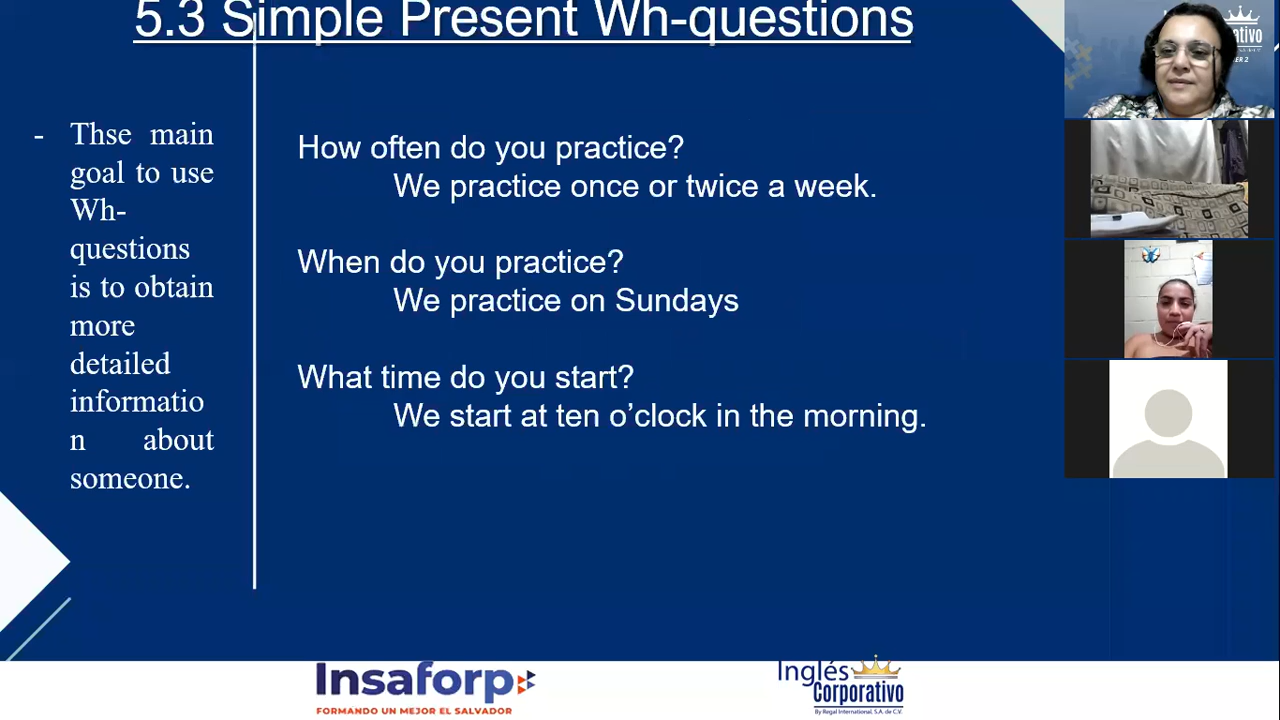 5.3 Simple Present Wh-questions
- Thse main
goal to use
Wh-
questions
is to obtain
more
detailed
informatio
n about
someone.
How often do you practice?
We practice once or twice a week.
When do you practice?
We practice on Sundays
What time do you start?
We start at ten o’clock in the morning.
Insaforp
FORMANDO UN MEJOR EL SALVADOR
Inglés
Corporativo
By Regal International, S.A. de C.V.